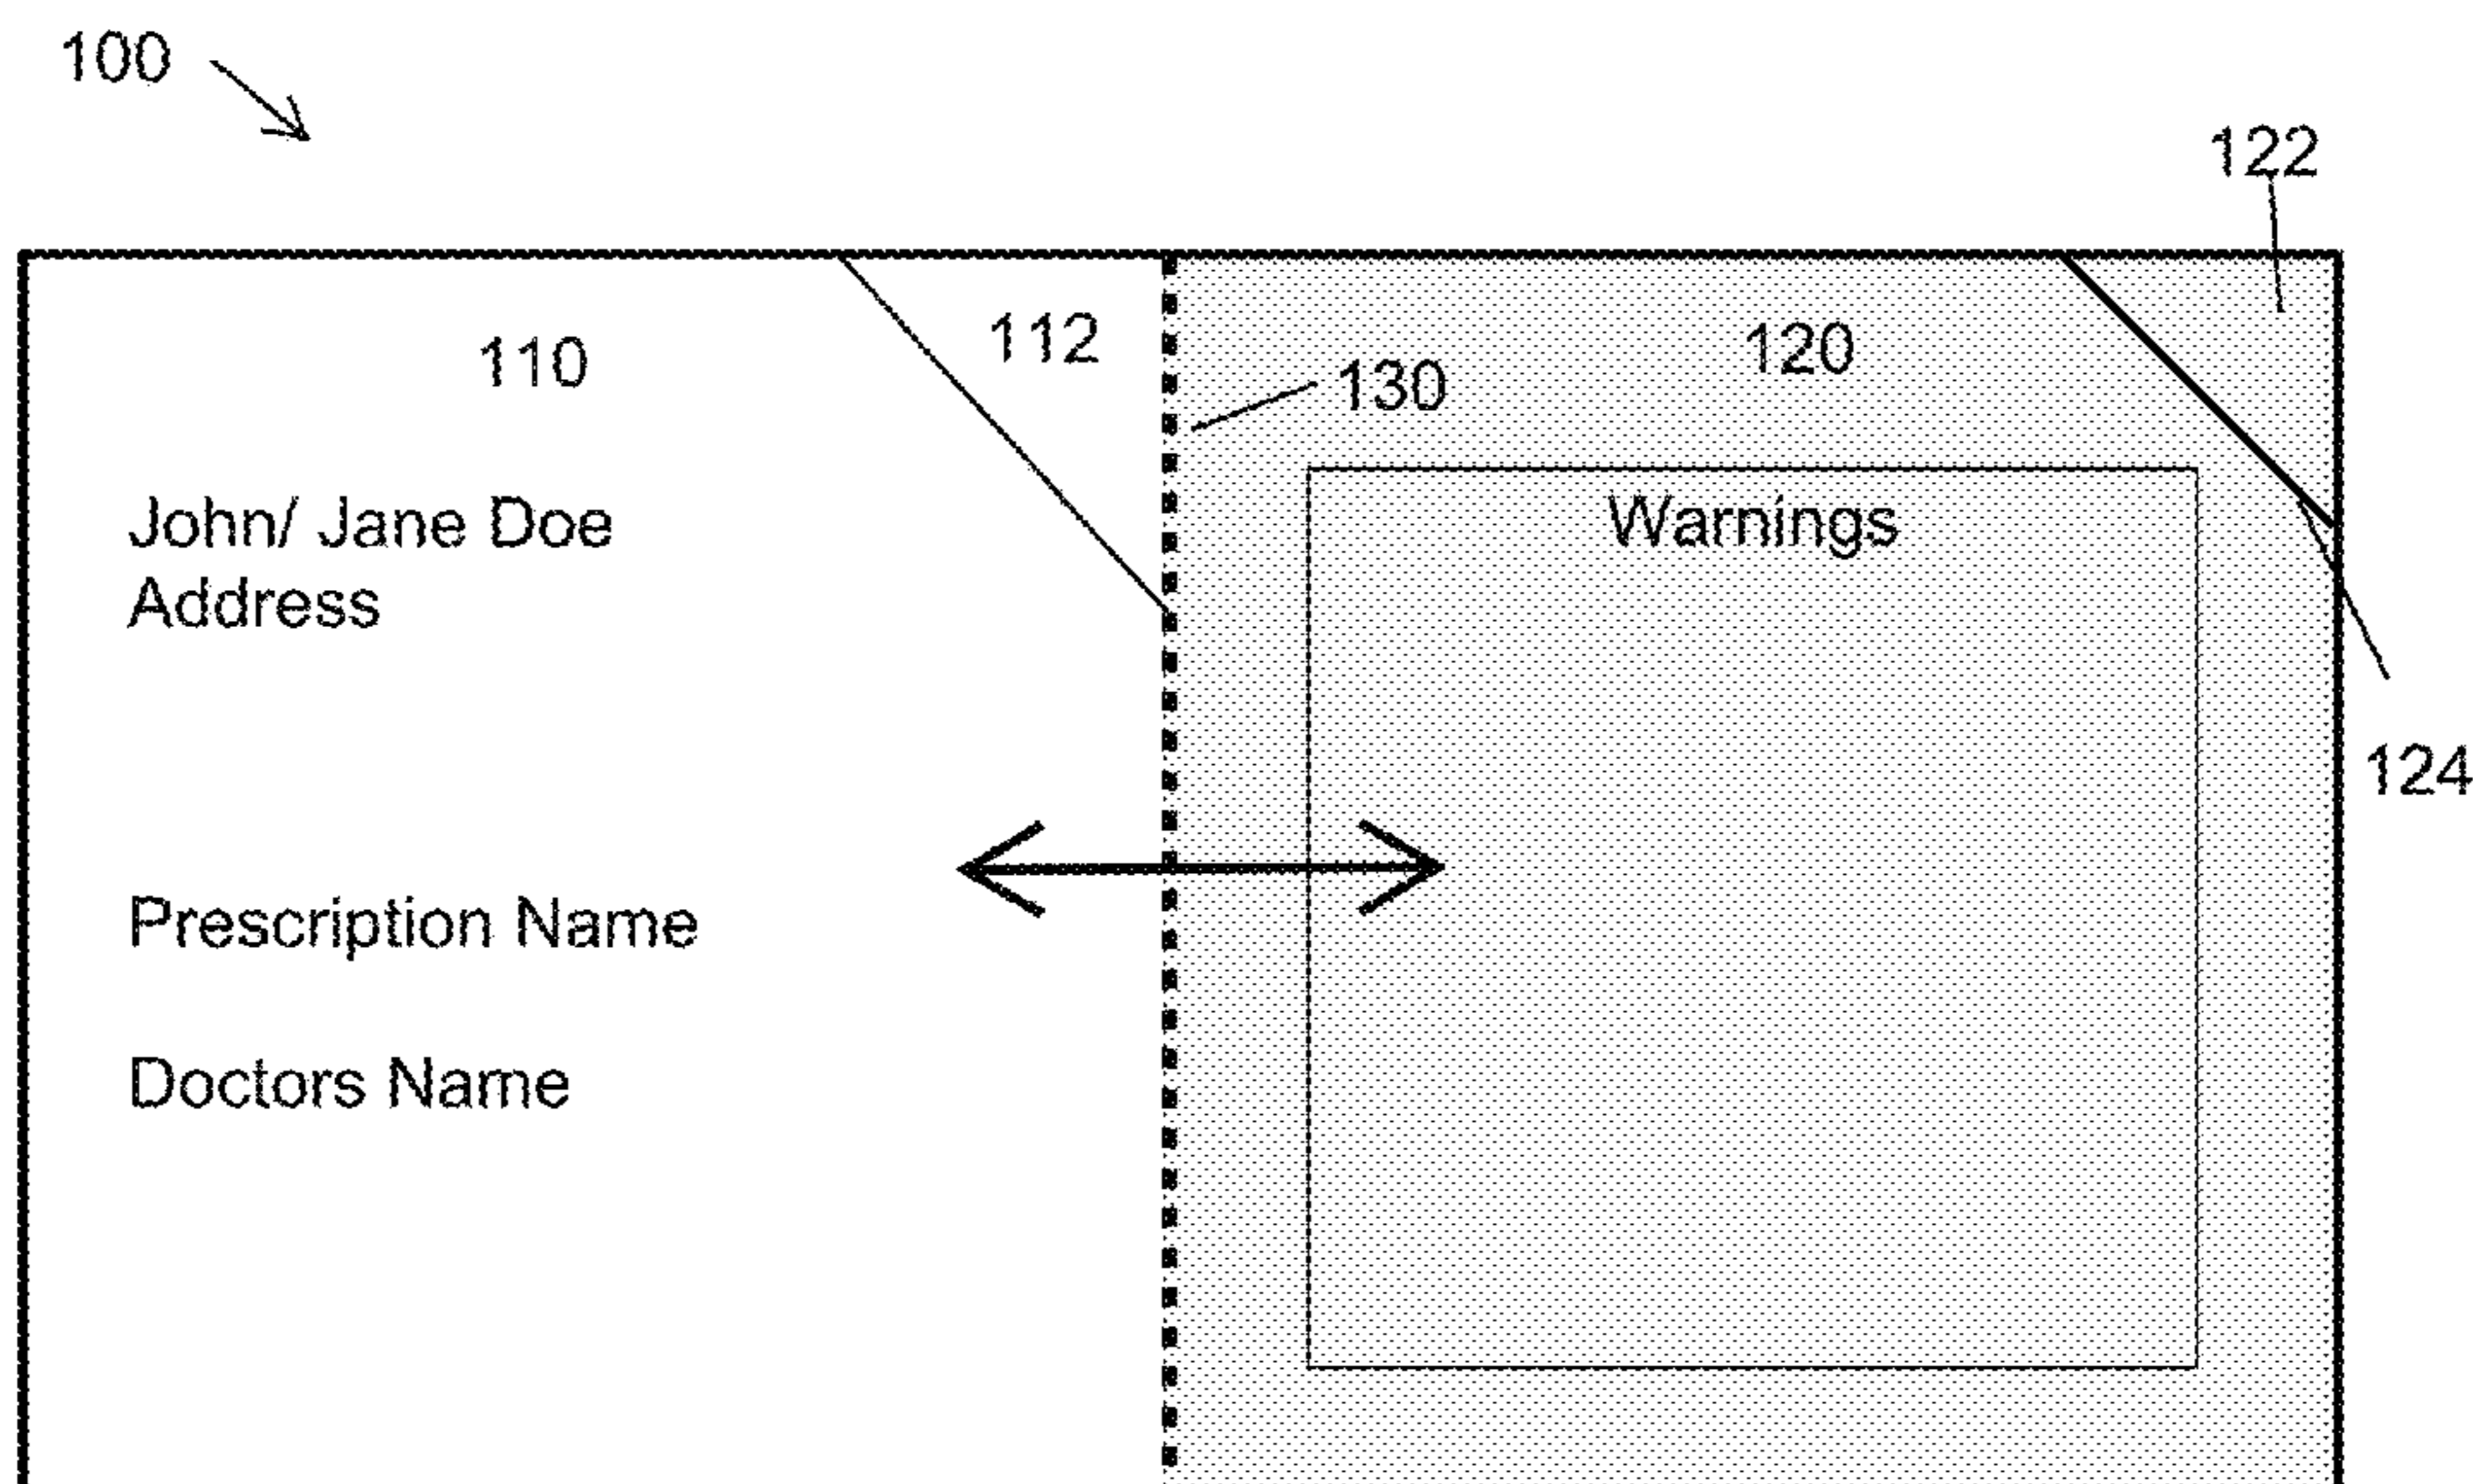 100
122
110
112
120
130
John/ Jane Doe
Address
Warnings
124
Prescription Name
Doctors Name